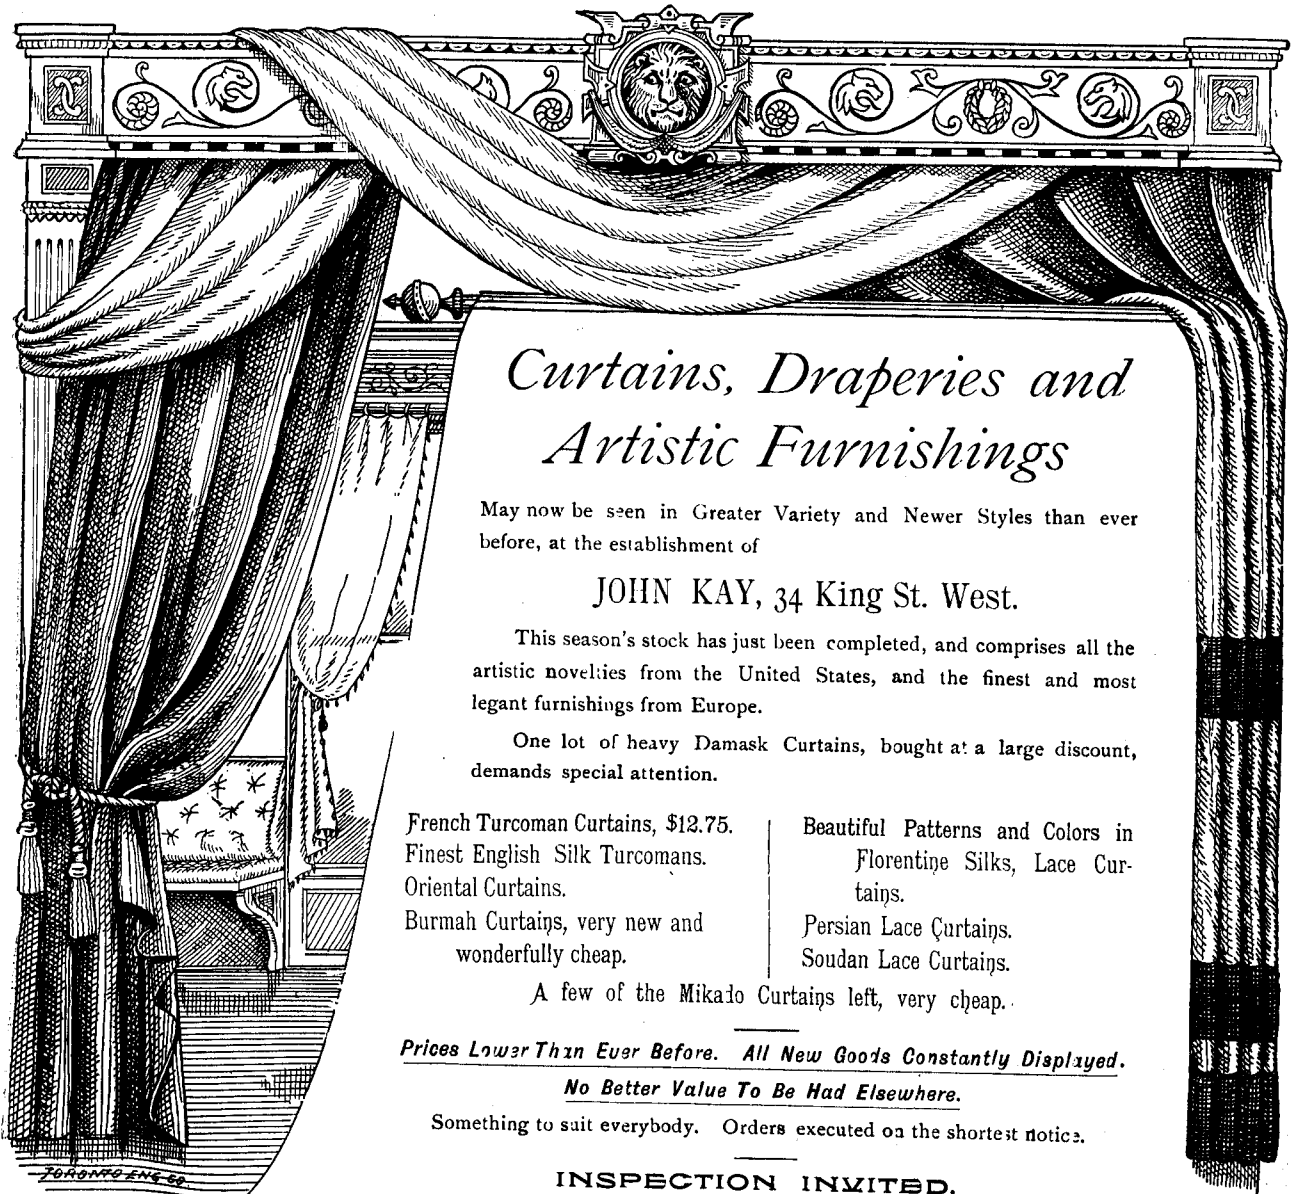 Curtains, Draperies and
Artistic Furnishings
May now be seen in Greater Variety and Newer Styles than ever
before, at the establishment of
JOHN KAY, 34 King St. West.
This season's stock has just been completed, and comprises all the
artistic novelties from the United States, and the finest and most
legant furnishings from Europe.
One lot of heavy Damask Curtains, bought at a large discount,
demands special attention.
French Turcoman Curtains, $12.75.
Finest English Silk Turcomans.
Oriental Curtains.
Burmah Curtains, very new and
wonderfully cheap.
Beautiful Patterns and Colors in
Florentine Silks, Lace Cur-
tains.
Persian Lace Curtains.
Soudan Lace Curtains.
A few of the Mikado Curtains left, very cheap.
Prices Lower Than Ever Before. All New Goods Constantly Displayed.
No Better Value To Be Had Elsewhere.
Something to suit everybody. Orders executed on the shortest notice.
INSPECTION INVITED.
TORONTO ENG CO